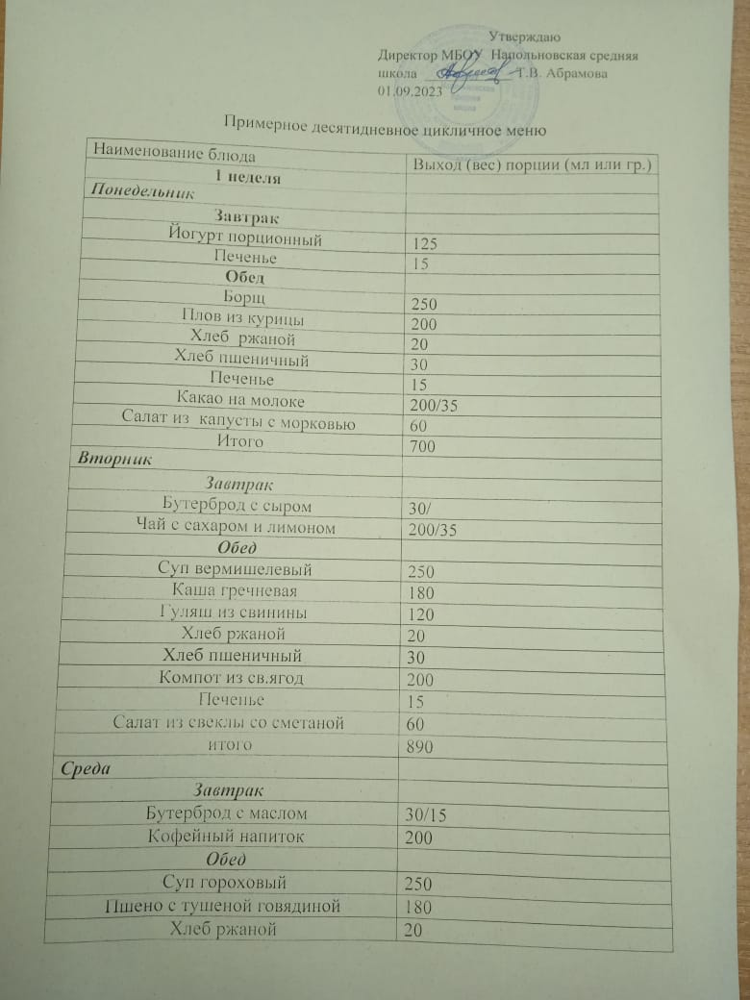 Утверждаю
Директор МБОУ Напольновская средняя
школа Т.В. Абрамова
01.09.2023
Примерное десятидневное цикличное меню
Наименование блюда Выход (вес) порции (мл или гр.)
1 неделя
Понедельник
Завтрак
Йогурт порционный 125
Печенье 15
Обед
Борщ 250
Плов из курицы 200
Хлеб ржаной 20
Хлеб пшеничный 30
Печенье 15
Какао на молоке 200/35
Салат из капусты с морковью 60
Итого 700
Вторник
Завтрак
Бутерброд с сыром 30/
Чай с сахаром и лимоном 200/35
Обед
Суп вермишелевый 250
Каша гречневая 180
Гуляш из свинины 120
Хлеб ржаной 20
Хлеб пшеничный 30
Компот из св.ягод 200
Печенье 15
Салат из свеклы со сметаной 60
итого 890
Среда
Завтрак
Бутерброд с маслом 30/15
Кофейный напиток 200
Обед
Суп гороховый 250
Пшено с тушеной говядиной 180
Хлеб ржаной 20